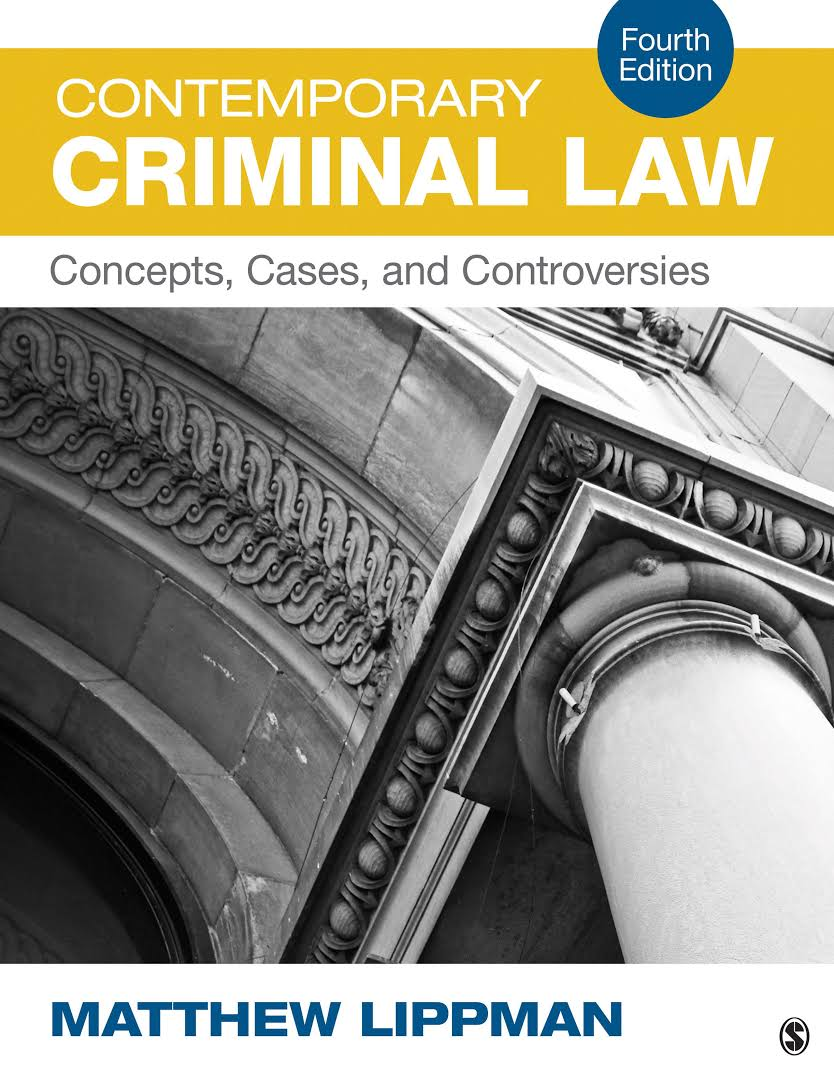 Fourth
Edition
CONTEMPORARY
CRIMINAL LAW
Concepts, Cases, and Controversies
MATTHEW LIPPMAN
S